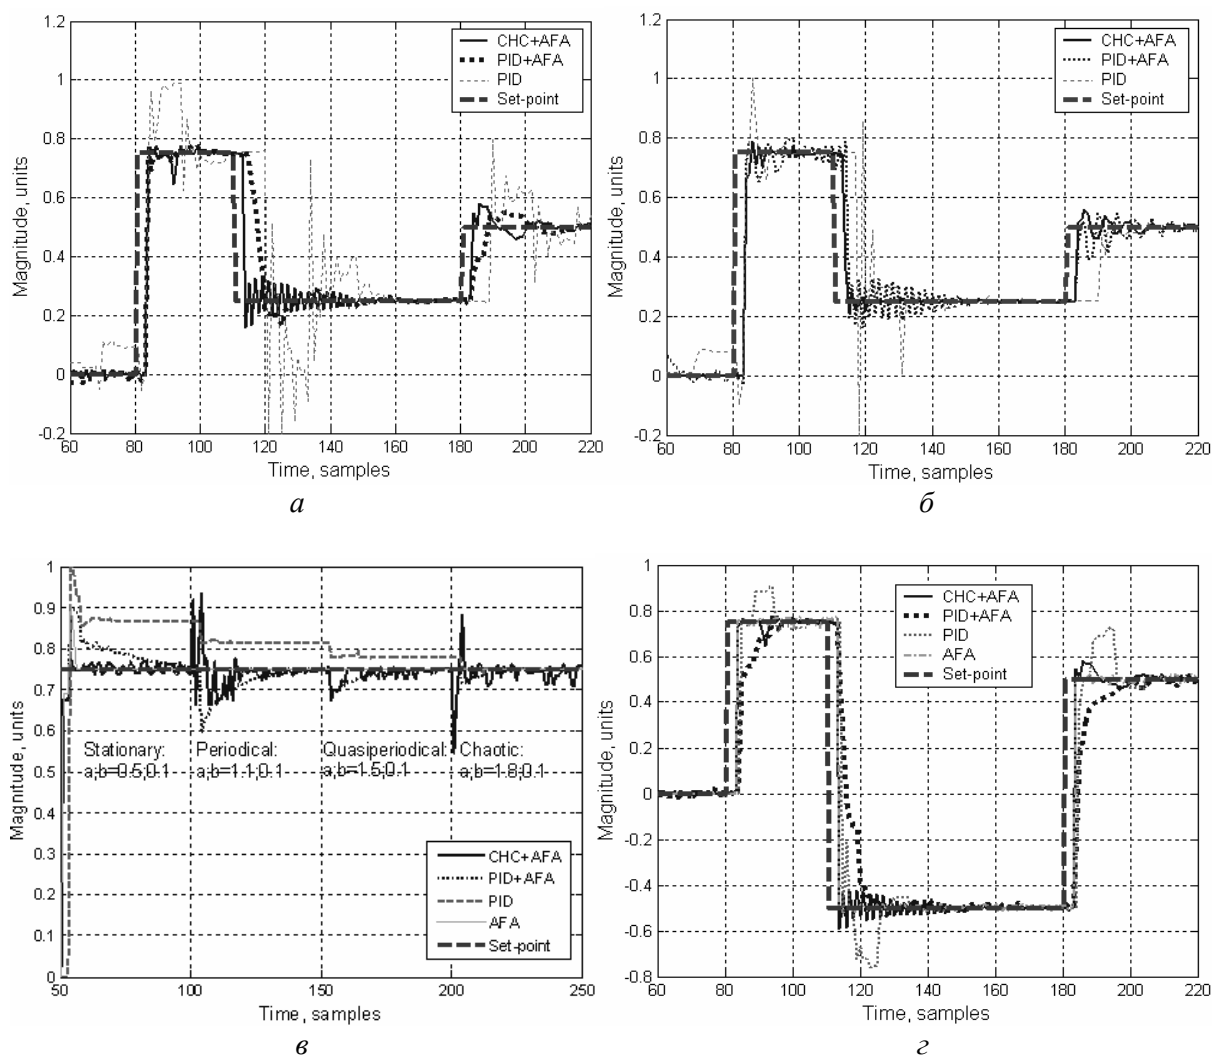 1.2
1
0.8
0.6
0.4
0.2
0
-0.2
Magnitude, units
CHC+AFA
PID+AFA
PID
Set-point
60 80 100 120 140 160 180 200 220
Time, samples
а
1.2
1
0.8
0.6
0.4
0.2
0
-0.2
Magnitude, units
CHC+AFA
PID+AFA
PID
Set-point
60 80 100 120 140 160 180 200 220
Time, samples
б
1
0.9
0.8
0.7
0.6
0.5
0.4
0.3
0.2
0.1
0
Magnitude, units
Stationary: Periodical: Quasiperiodical: Chaotic:
a;b=0.5;0.1 a;b=1.1;0.1 a;b=1.5;0.1 a;b=1.8;0.1
CHC+AFA
PID+AFA
PID
AFA
Set-point
50 100 150 200 250
Time, samples
в
1
0.8
0.6
0.4
0.2
0
-0.2
-0.4
-0.6
-0.8
Magnitude, units
CHC+AFA
PID+AFA
PID
AFA
Set-point
60 80 100 120 140 160 180 200 220
Time, samples
г